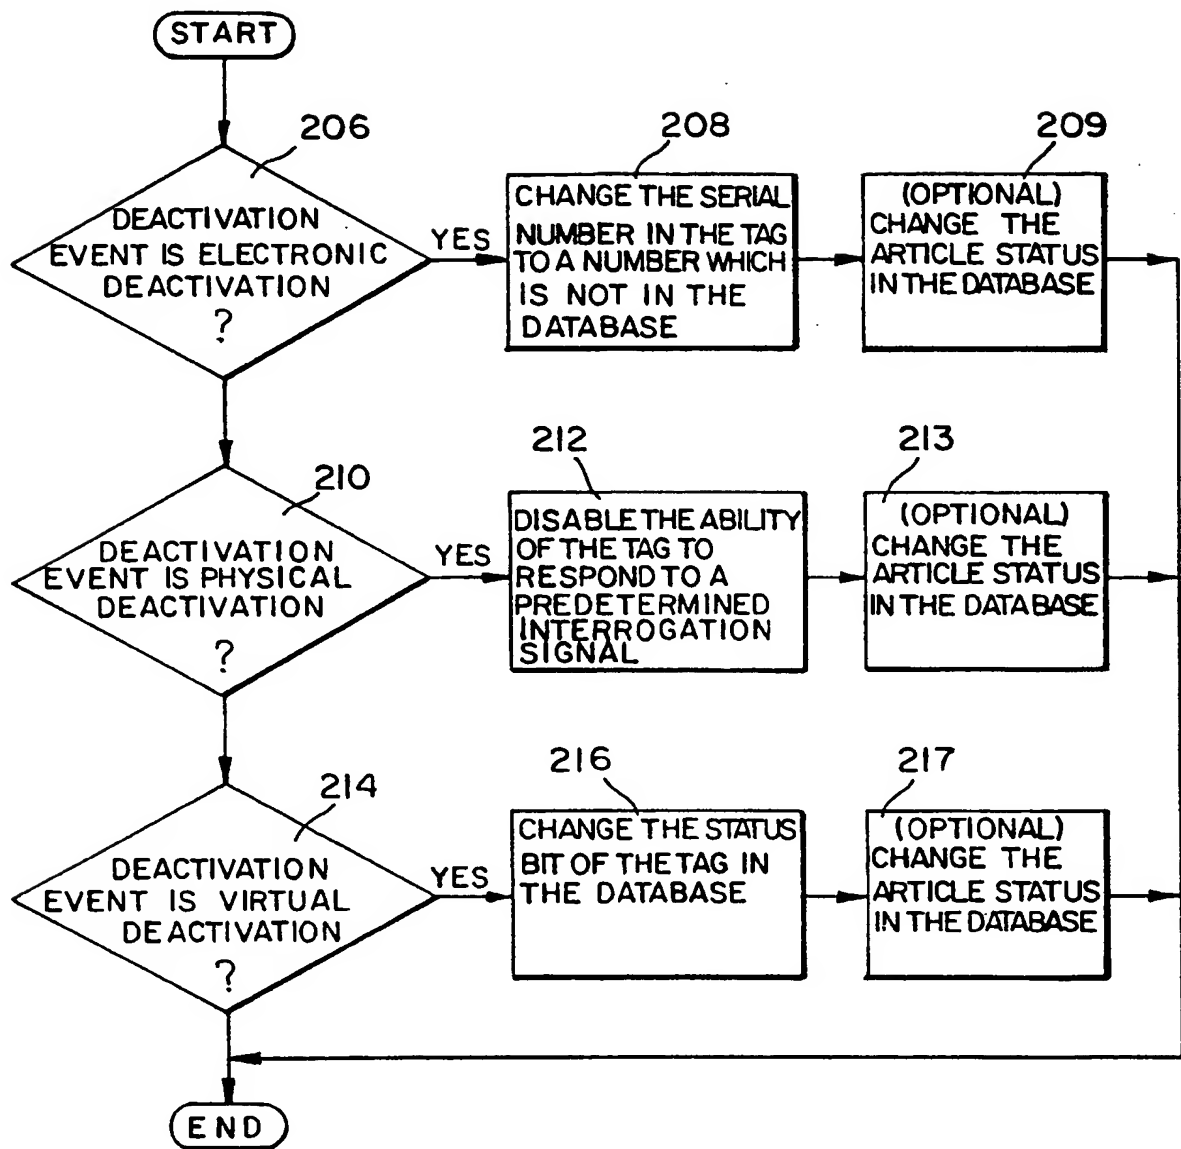 START
206
DEACTIVATION
EVENT IS ELECTRONIC
DEACTIVATION
?
YES
208
CHANGE THE SERIAL
NUMBER IN THE TAG
TO A NUMBER WHICH
IS NOT IN THE
DATABASE
209
(OPTIONAL)
CHANGE THE
ARTICLE STATUS
IN THE DATABASE
210
DEACTIVATION
EVENT IS PHYSICAL
DEACTIVATION
?
YES
212
DISABLE THE ABILITY
OF THE TAG TO
RESPOND TO A
PREDETERMINED
INTERROGATION
SIGNAL
213
(OPTIONAL)
CHANGE THE
ARTICLE STATUS
IN THE DATABASE
214
DEACTIVATION
EVENT IS VIRTUAL
DEACTIVATION
?
YES
216
CHANGE THE STATUS
BIT OF THE TAG IN
THE DATABASE
217
(OPTIONAL)
CHANGE THE
ARTICLE STATUS
IN THE DATABASE
END